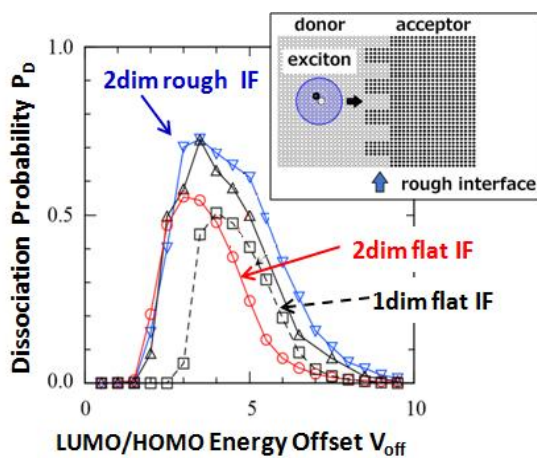 donor acceptor
exciton
rough interface
2dim rough IF
2dim flat IF
1dim flat IF
Dissociation Probability P_D
1.0
0.5
0.0
0 5 10
LUMO/HOMO Energy Offset V_off